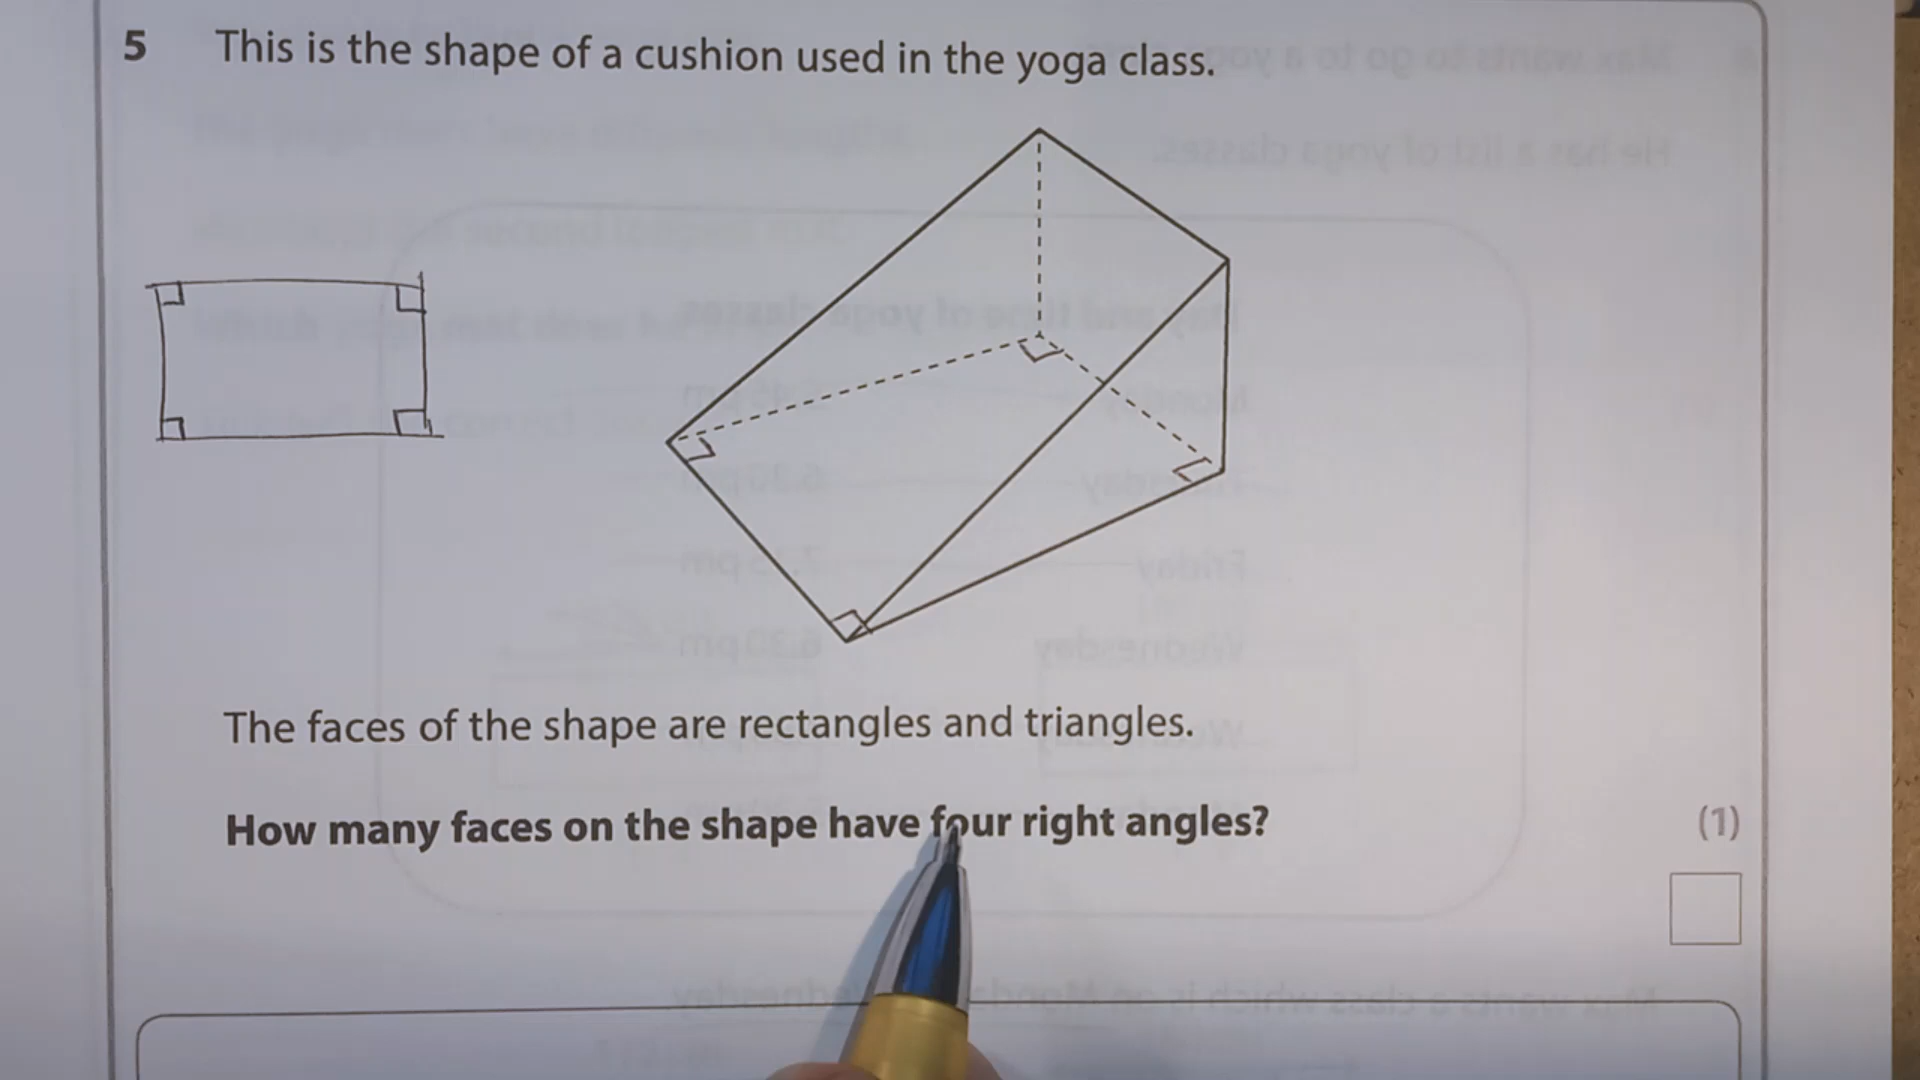 5 This is the shape of a cushion used in the yoga class.
The faces of the shape are rectangles and triangles.
How many faces on the shape have four right angles?
(1)